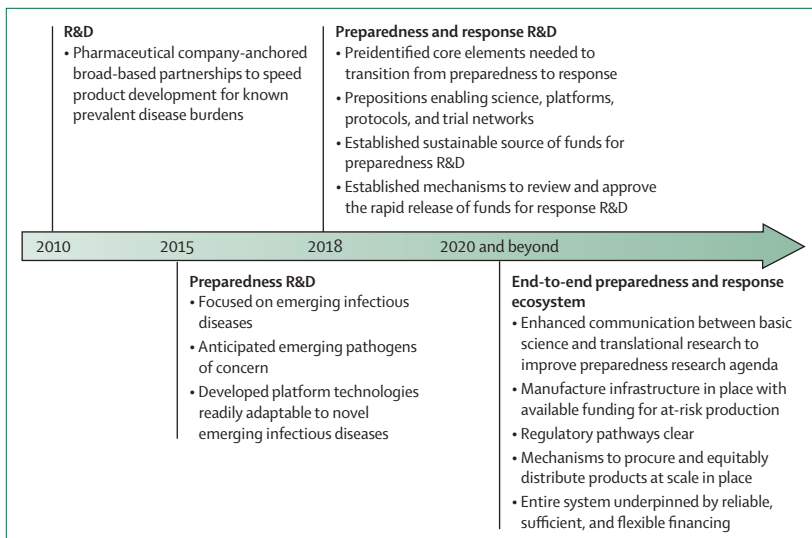 R&D
• Pharmaceutical company-anchored
broad-based partnerships to speed
product development for known
prevalent disease burdens
Preparedness and response R&D
• Preidentified core elements needed to
transition from preparedness to response
• Prepositions enabling science, platforms,
protocols, and trial networks
• Established sustainable source of funds for
preparedness R&D
• Established mechanisms to review and approve
the rapid release of funds for response R&D
2010
2015
2018
2020 and beyond
Preparedness R&D
• Focused on emerging infectious
diseases
• Anticipated emerging pathogens
of concern
• Developed platform technologies
readily adaptable to novel
emerging infectious diseases
End-to-end preparedness and response
ecosystem
• Enhanced communication between basic
science and translational research to
improve preparedness research agenda
• Manufacture infrastructure in place with
available funding for at-risk production
• Regulatory pathways clear
• Mechanisms to procure and equitably
distribute products at scale in place
• Entire system underpinned by reliable,
sufficient, and flexible financing